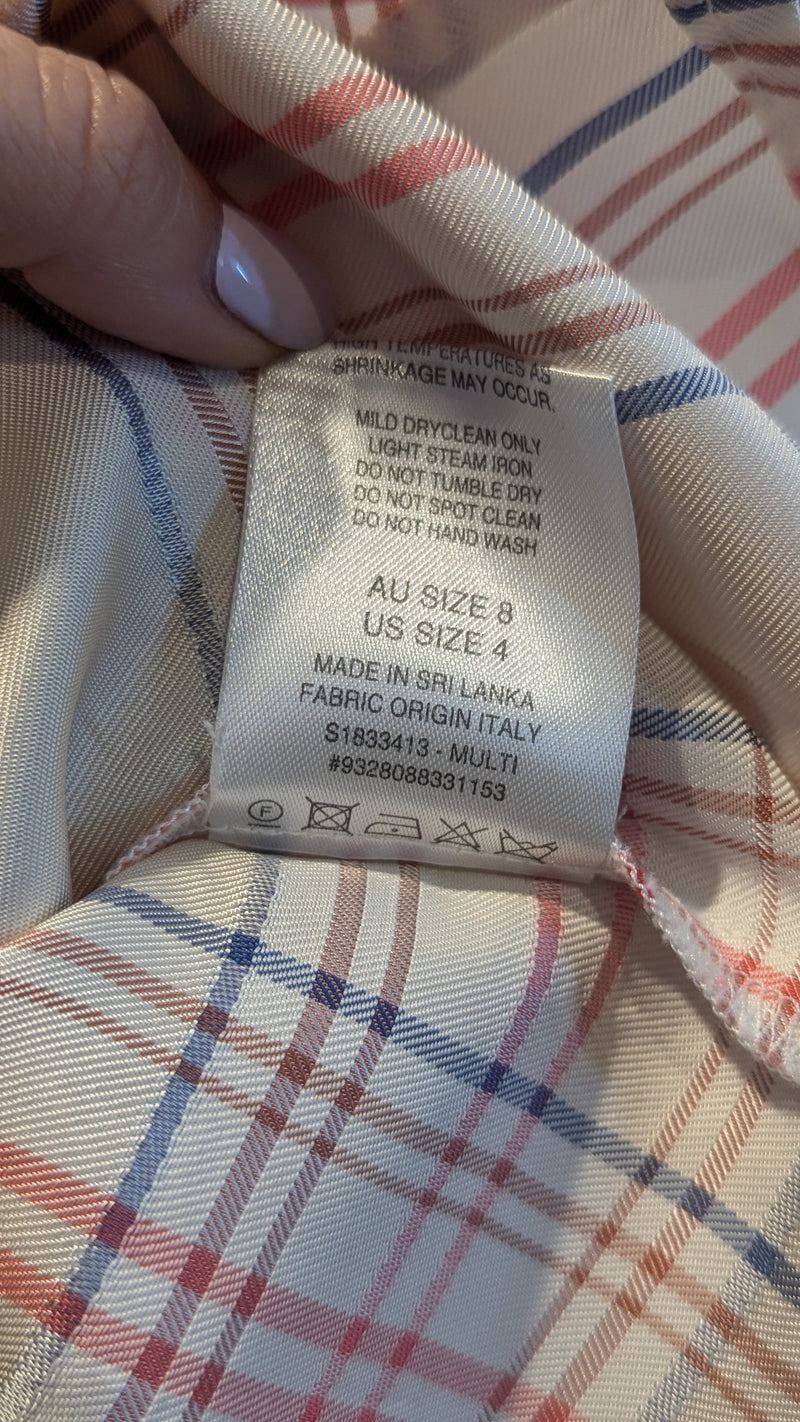 HIGH TEMPERATURES AS
SHRINKAGE MAY OCCUR.
MILD DRYCLEAN ONLY
LIGHT STEAM IRON
DO NOT TUMBLE DRY
DO NOT SPOT CLEAN
DO NOT HAND WASH
AU SIZE 8
US SIZE 4
MADE IN SRI LANKA
FABRIC ORIGIN ITALY
S1833413 - MULTI
#9328088331153
F